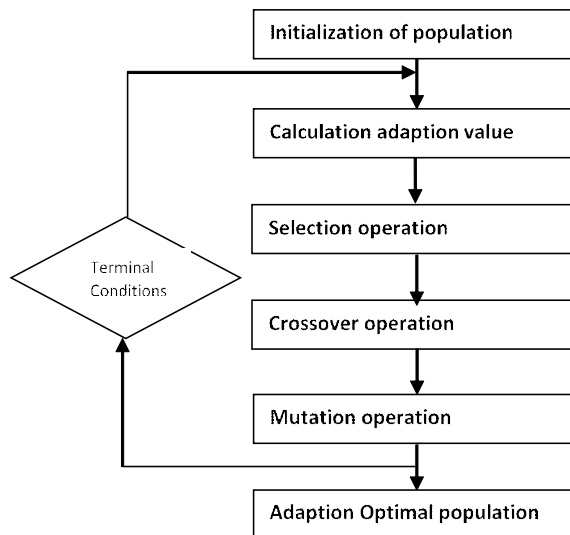 Initialization of population
Calculation adaption value
Selection operation
Terminal
Conditions
Crossover operation
Mutation operation
Adaption Optimal population